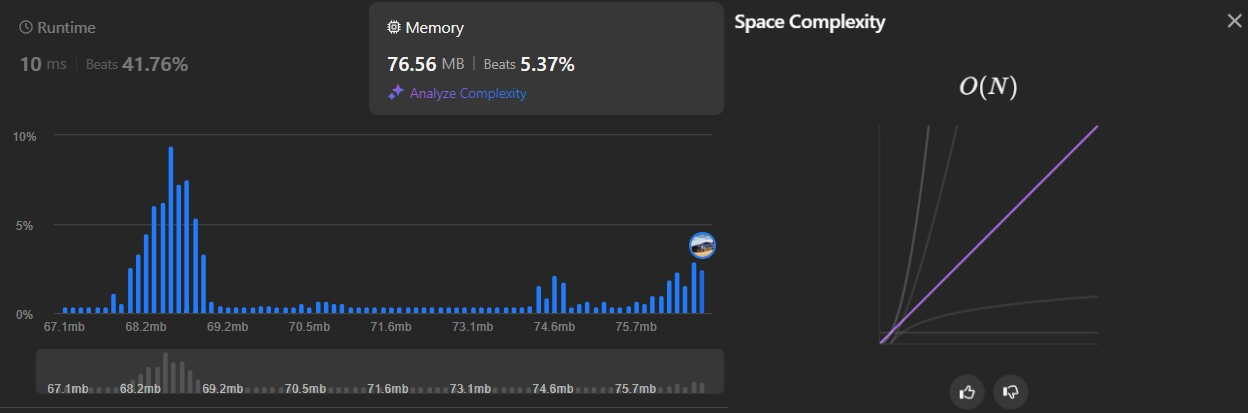 Runtime
10 ms | Beats 41.76%
Memory
76.56 MB | Beats 5.37%
Analyze Complexity
10%
5%
0%
67.1mb 68.2mb 69.2mb 70.5mb 71.6mb 73.1mb 74.6mb 75.7mb
67.1mb 68.2mb 69.2mb 70.5mb 71.6mb 73.1mb 74.6mb 75.7mb
Space Complexity
O(N)